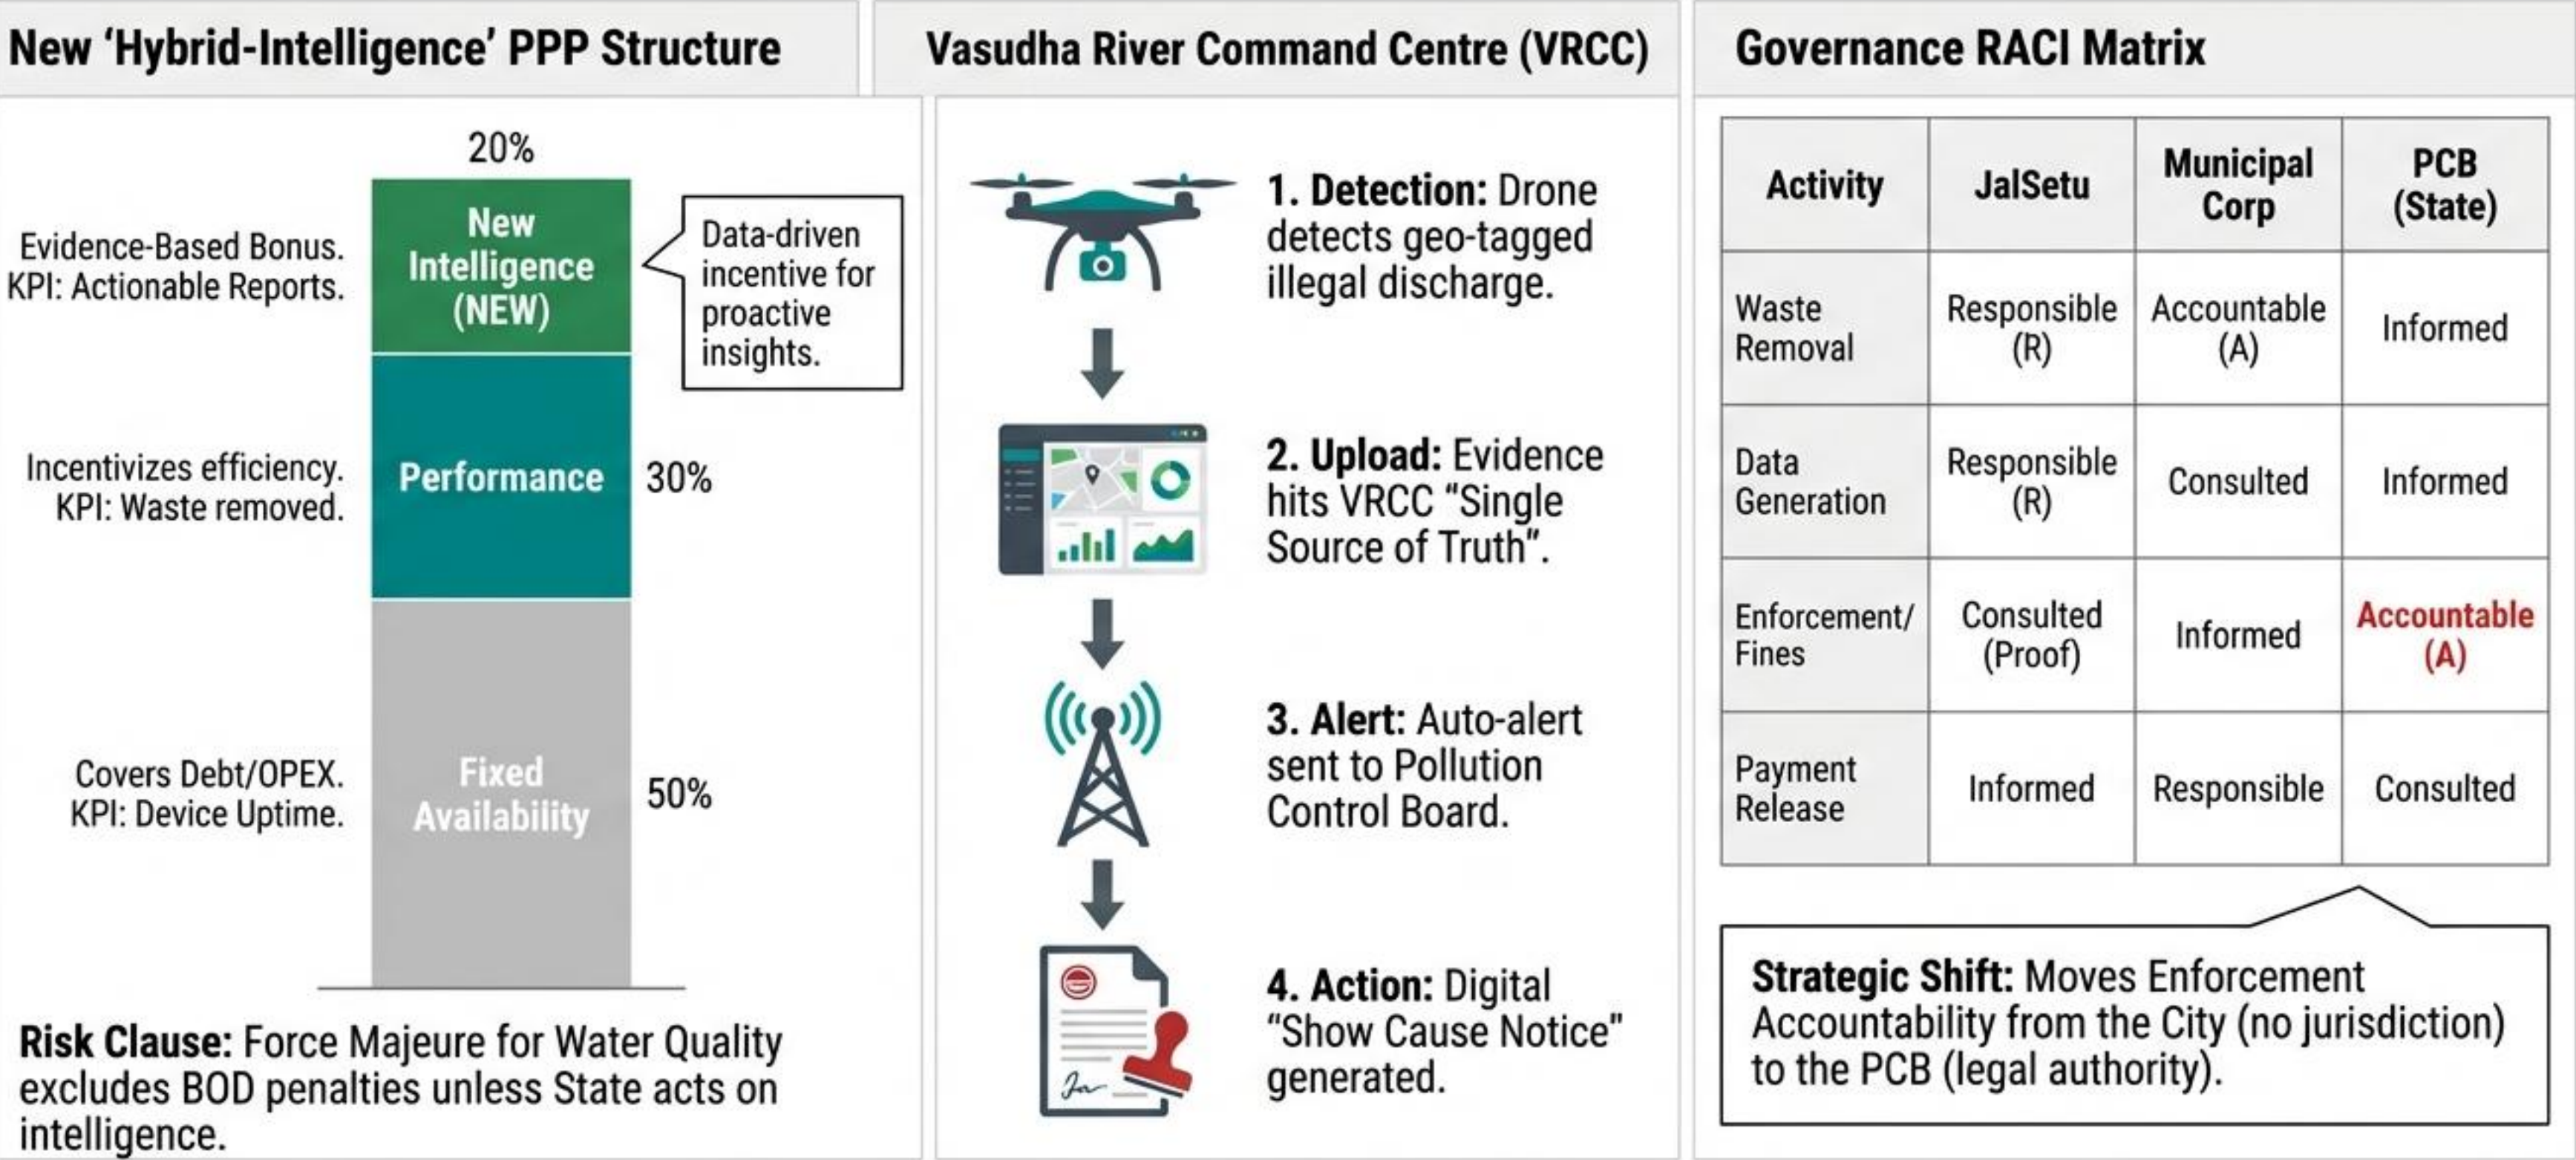 New ‘Hybrid-Intelligence’ PPP Structure
20%
Evidence-Based Bonus.
KPI: Actionable Reports.
New
Intelligence
(NEW)
Data-driven
incentive for
proactive
insights.
Incentivizes efficiency.
KPI: Waste removed.
Performance
30%
Covers Debt/OPEX.
KPI: Device Uptime.
Fixed
Availability
50%
Risk Clause: Force Majeure for Water Quality
excludes BOD penalties unless State acts on
intelligence.
Vasudha River Command Centre (VRCC)
1. Detection: Drone
detects geo-tagged
illegal discharge.
2. Upload: Evidence
hits VRCC “Single
Source of Truth”.
3. Alert: Auto-alert
sent to Pollution
Control Board.
4. Action: Digital
“Show Cause Notice”
generated.
Governance RACI Matrix
Activity
JalSetu
Municipal
Corp
PCB
(State)
Waste
Removal
Responsible
(R)
Accountable
(A)
Informed
Data
Generation
Responsible
(R)
Consulted
Informed
Enforcement/
Fines
Consulted
(Proof)
Informed
Accountable
(A)
Payment
Release
Informed
Responsible
Consulted
Strategic Shift: Moves Enforcement
Accountability from the City (no jurisdiction)
to the PCB (legal authority).